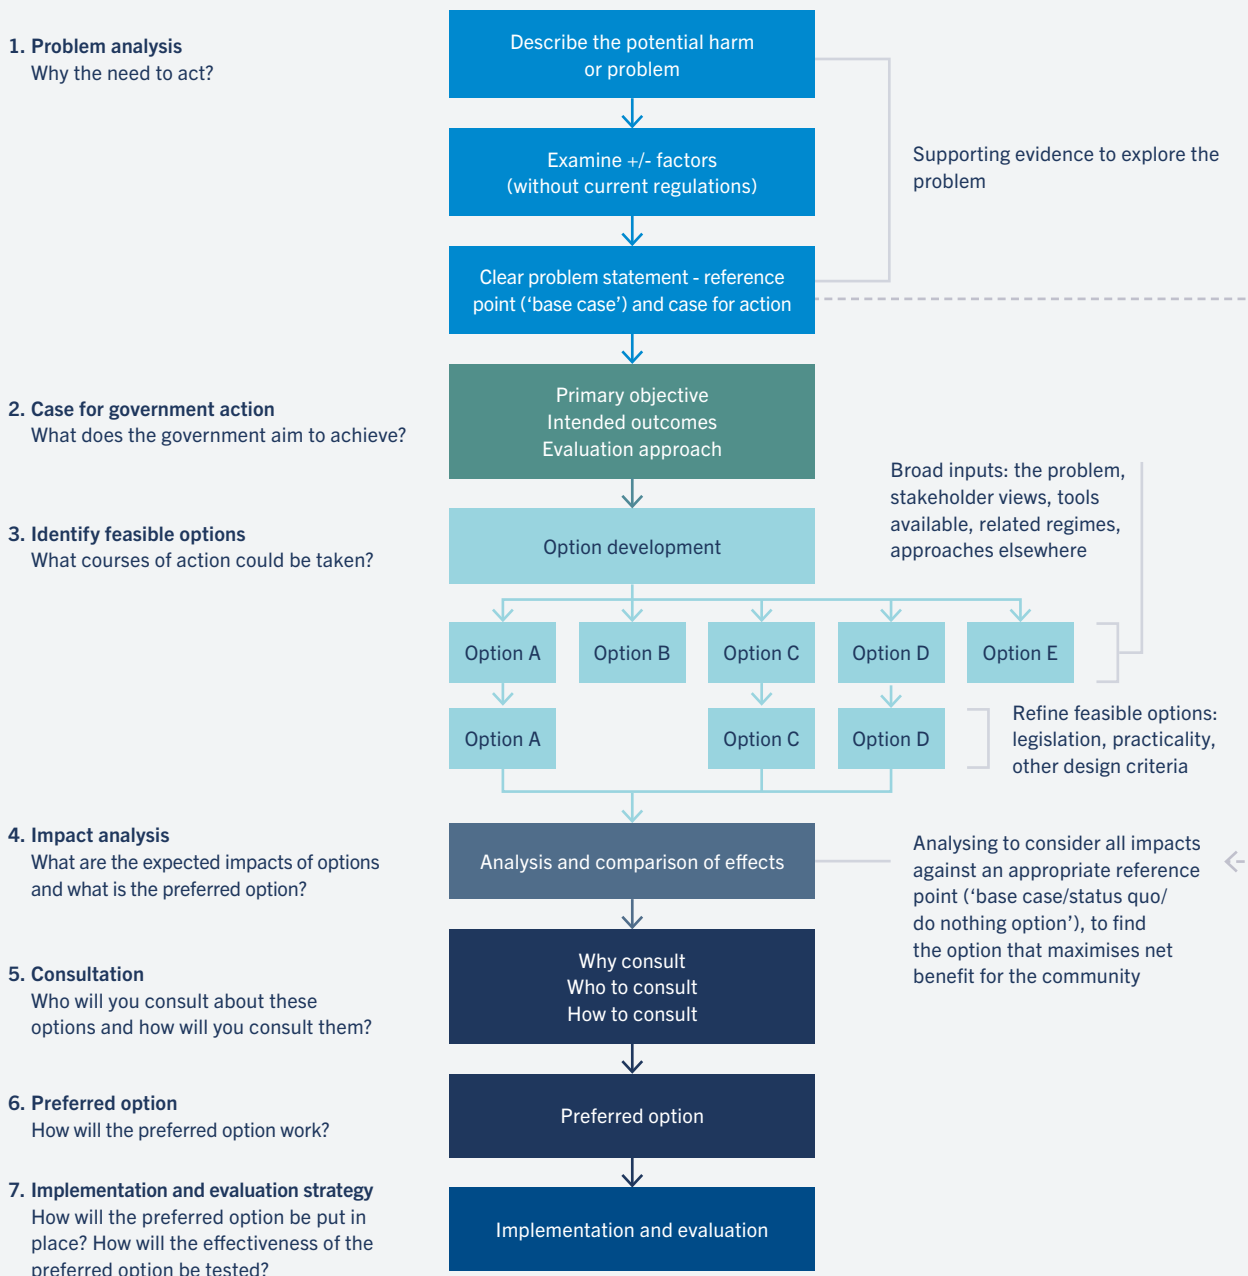 1. Problem analysis
Why the need to act?
Describe the potential harm
or problem
Examine +/- factors
(without current regulations)
Supporting evidence to explore the
problem
Clear problem statement - reference
point (‘base case’) and case for action
2. Case for government action
What does the government aim to achieve?
Primary objective
Intended outcomes
Evaluation approach
3. Identify feasible options
What courses of action could be taken?
Option development
Broad inputs: the problem,
stakeholder views, tools
available, related regimes,
approaches elsewhere
Option A
Option B
Option C
Option D
Option E
Option A
Option C
Option D
Refine feasible options:
legislation, practicality,
other design criteria
4. Impact analysis
What are the expected impacts of options
and what is the preferred option?
Analysis and comparison of effects
Analysing to consider all impacts
against an appropriate reference
point (‘base case/status quo/
do nothing option’), to find
the option that maximises net
benefit for the community
5. Consultation
Who will you consult about these
options and how will you consult them?
Why consult
Who to consult
How to consult
6. Preferred option
How will the preferred option work?
Preferred option
7. Implementation and evaluation strategy
How will the preferred option be put in
place? How will the effectiveness of the
preferred option be tested?
Implementation and evaluation